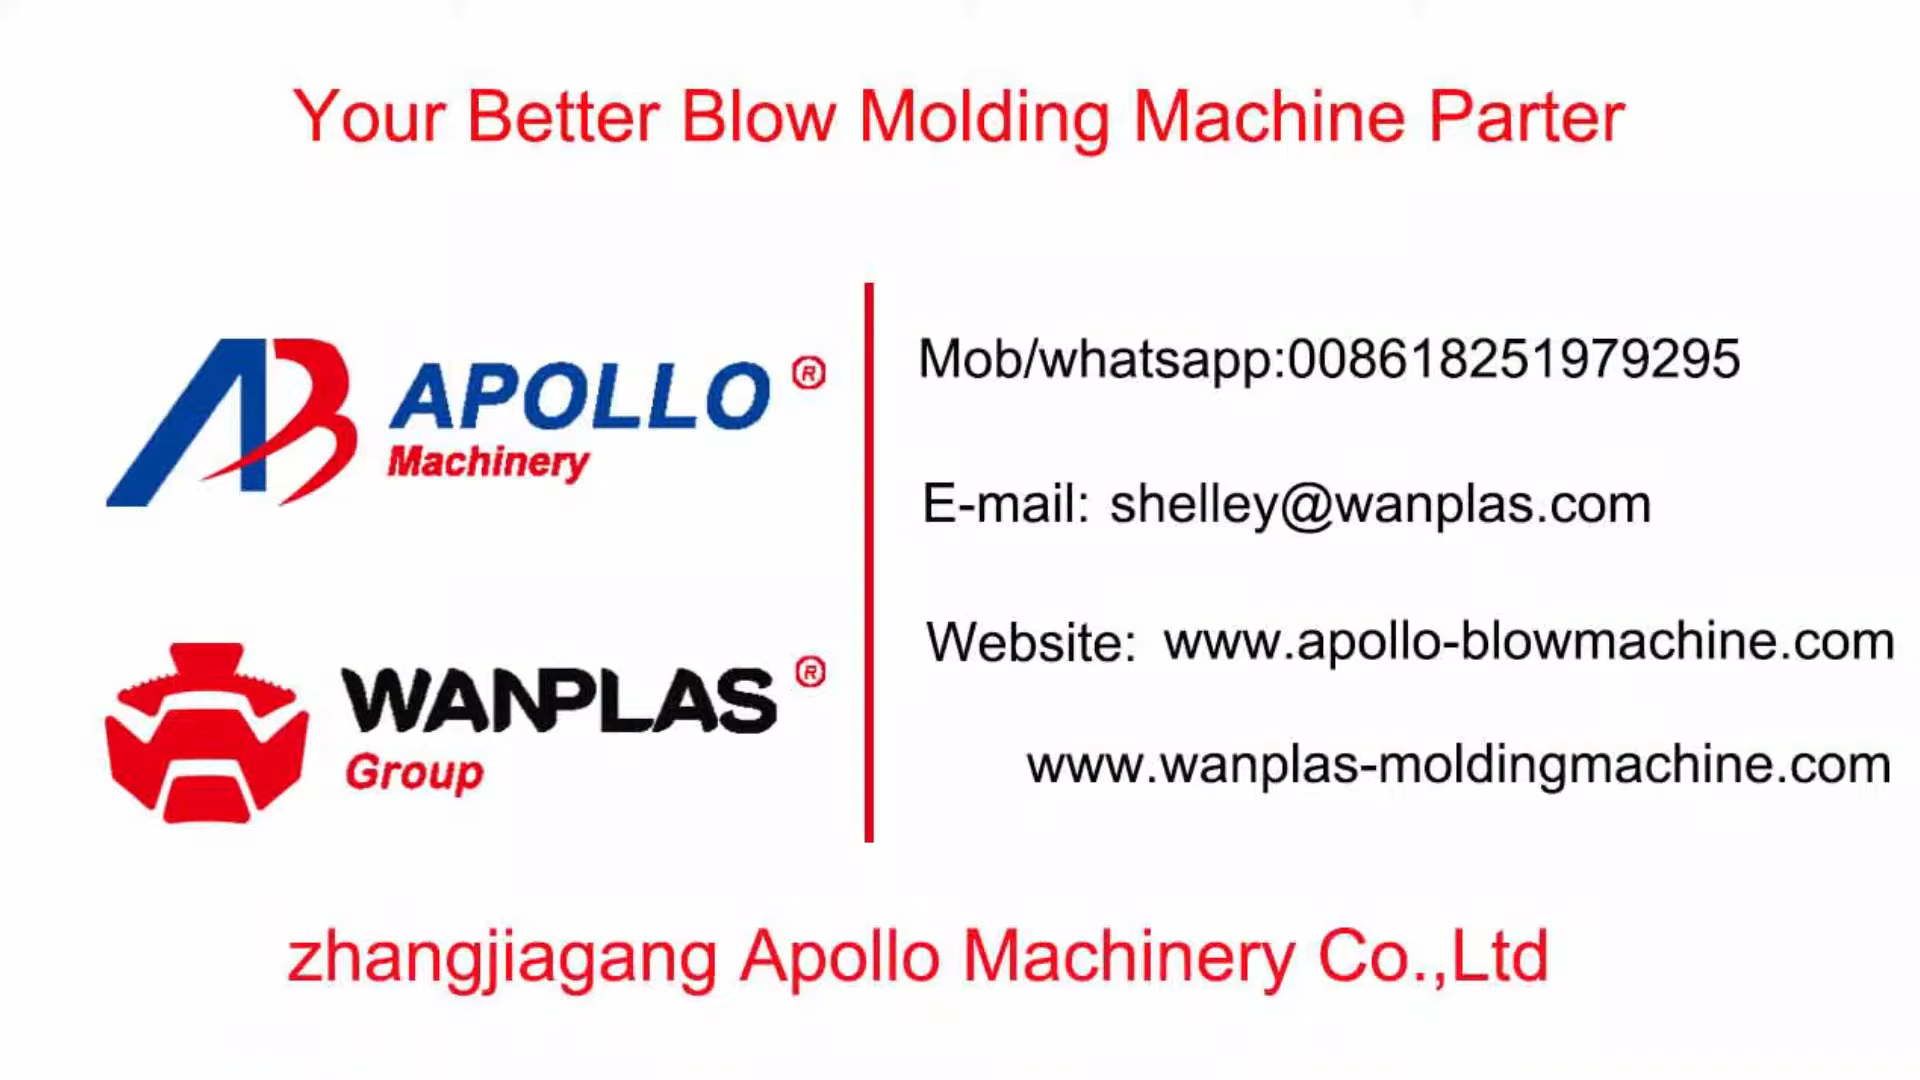 Your Better Blow Molding Machine Parter
APOLLO ®
Machinery
WANPLAS ®
Group
Mob/whatsapp:008618251979295
E-mail: shelley@wanplas.com
Website: www.apollo-blowmachine.com
www.wanplas-moldingmachine.com
zhangjiagang Apollo Machinery Co.,Ltd